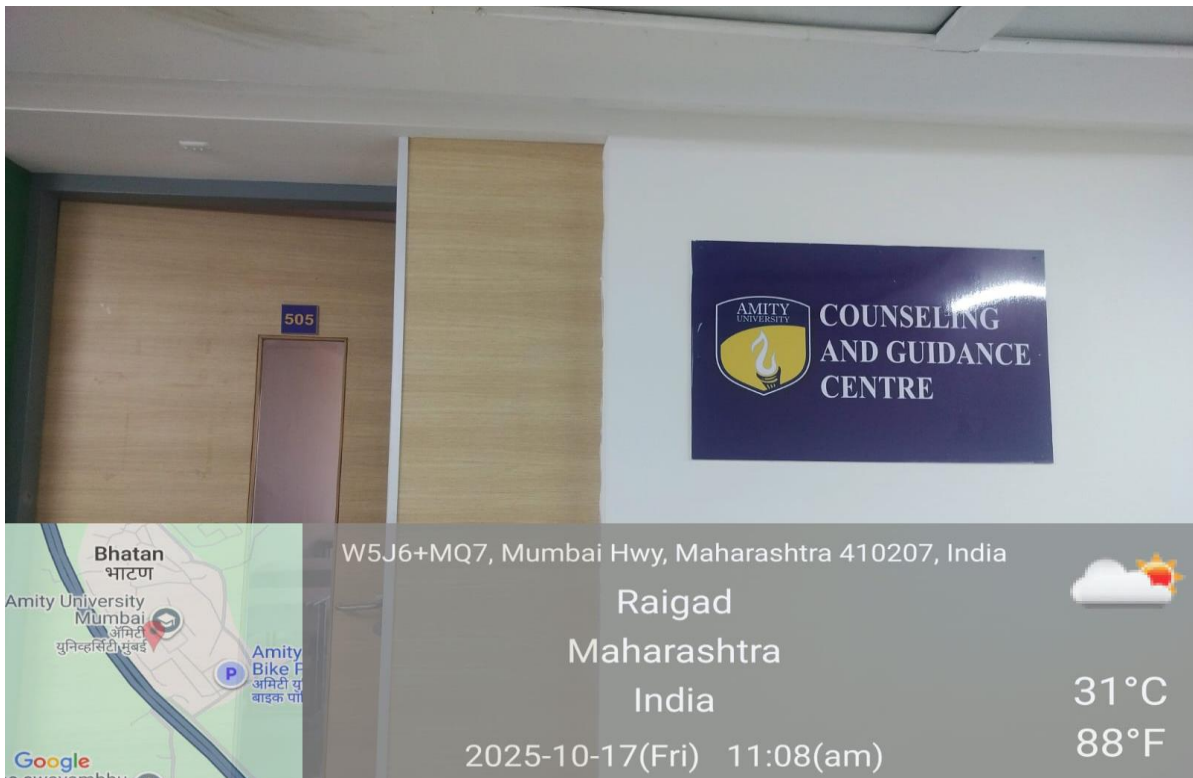 505
AMITY
UNIVERSITY
COUNSELING
AND GUIDANCE
CENTRE
Bhatan
भाटण
Amity University
Mumbai
ॲमिटी
युनिव्हर्सिटी मुंबई
P
Amity
Bike P
अमिटी यु
बाइक पा
Google
W5J6+MQ7, Mumbai Hwy, Maharashtra 410207, India
Raigad
Maharashtra
India
2025-10-17(Fri) 11:08(am)
31°C
88°F